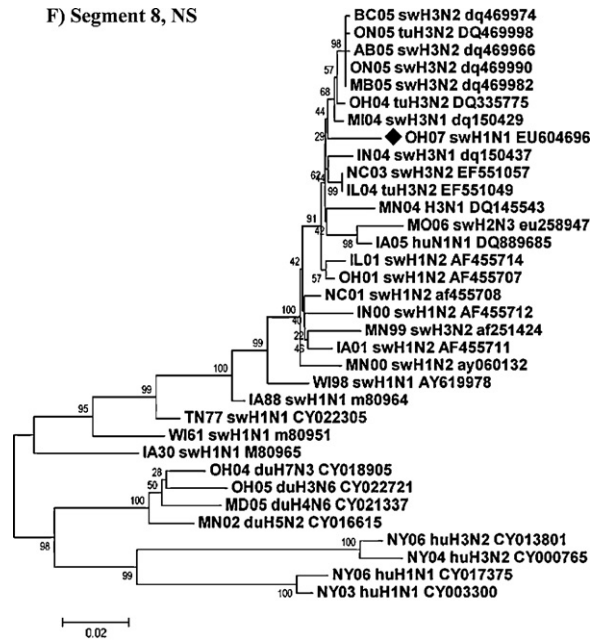 F) Segment 8, NS
BC05 swH3N2 dq469974
98 ON05 tuH3N2 DQ469998
AB05 swH3N2 dq469966
57 ON05 swH3N2 dq469990
MB05 swH3N2 dq469982
68 OH04 tuH3N2 DQ335775
44 MI04 swH3N1 dq150429
29 OH07 swH1N1 EU604696
IN04 swH3N1 dq150437
62 NC03 swH3N2 EF551057
99 IL04 tuH3N2 EF551049
MN04 H3N1 DQ145543
91 MO06 swH2N3 eu258947
42 98 IA05 huN1N1 DQ889685
42 IL01 swH1N2 AF455714
57 OH01 swH1N2 AF455707
NC01 swH1N2 af455708
100 IN00 swH1N2 AF455712
40 MN99 swH3N2 af251424
22 IA01 swH1N2 AF455711
46 MN00 swH1N2 ay060132
99 WI98 swH1N1 AY619978
100 IA88 swH1N1 m80964
99 TN77 swH1N1 CY022305
95 WI61 swH1N1 m80951
IA30 swH1N1 M80965
28 OH04 duH7N3 CY018905
50 OH05 duH3N6 CY022721
100 MD05 duH4N6 CY021337
MN02 duH5N2 CY016615
98 100 NY06 huH3N2 CY013801
NY04 huH3N2 CY000765
99 NY06 huH1N1 CY017375
100 NY03 huH1N1 CY003300
0.02